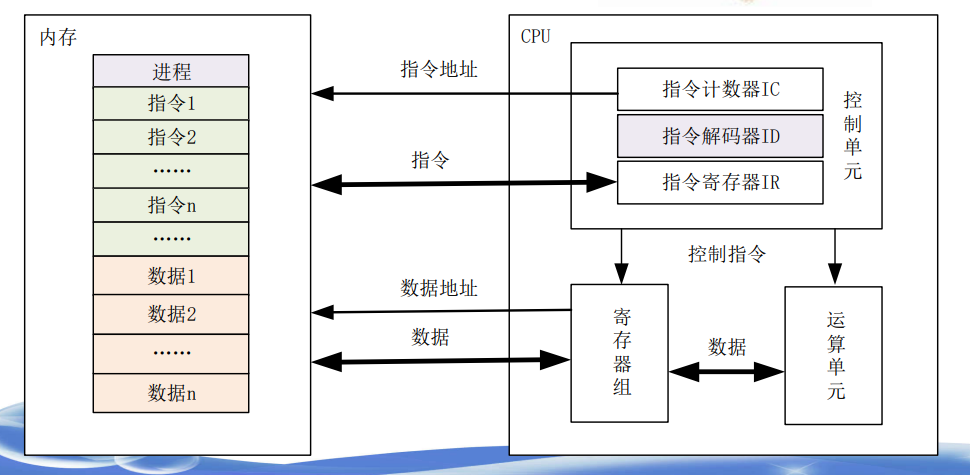 内存
进程
指令1
指令2
……
指令n
……
数据1
数据2
……
数据n
指令地址
指令
数据地址
数据
CPU
指令计数器IC
指令解码器ID
指令寄存器IR
控制单元
控制指令
寄存器组
数据
运算单元